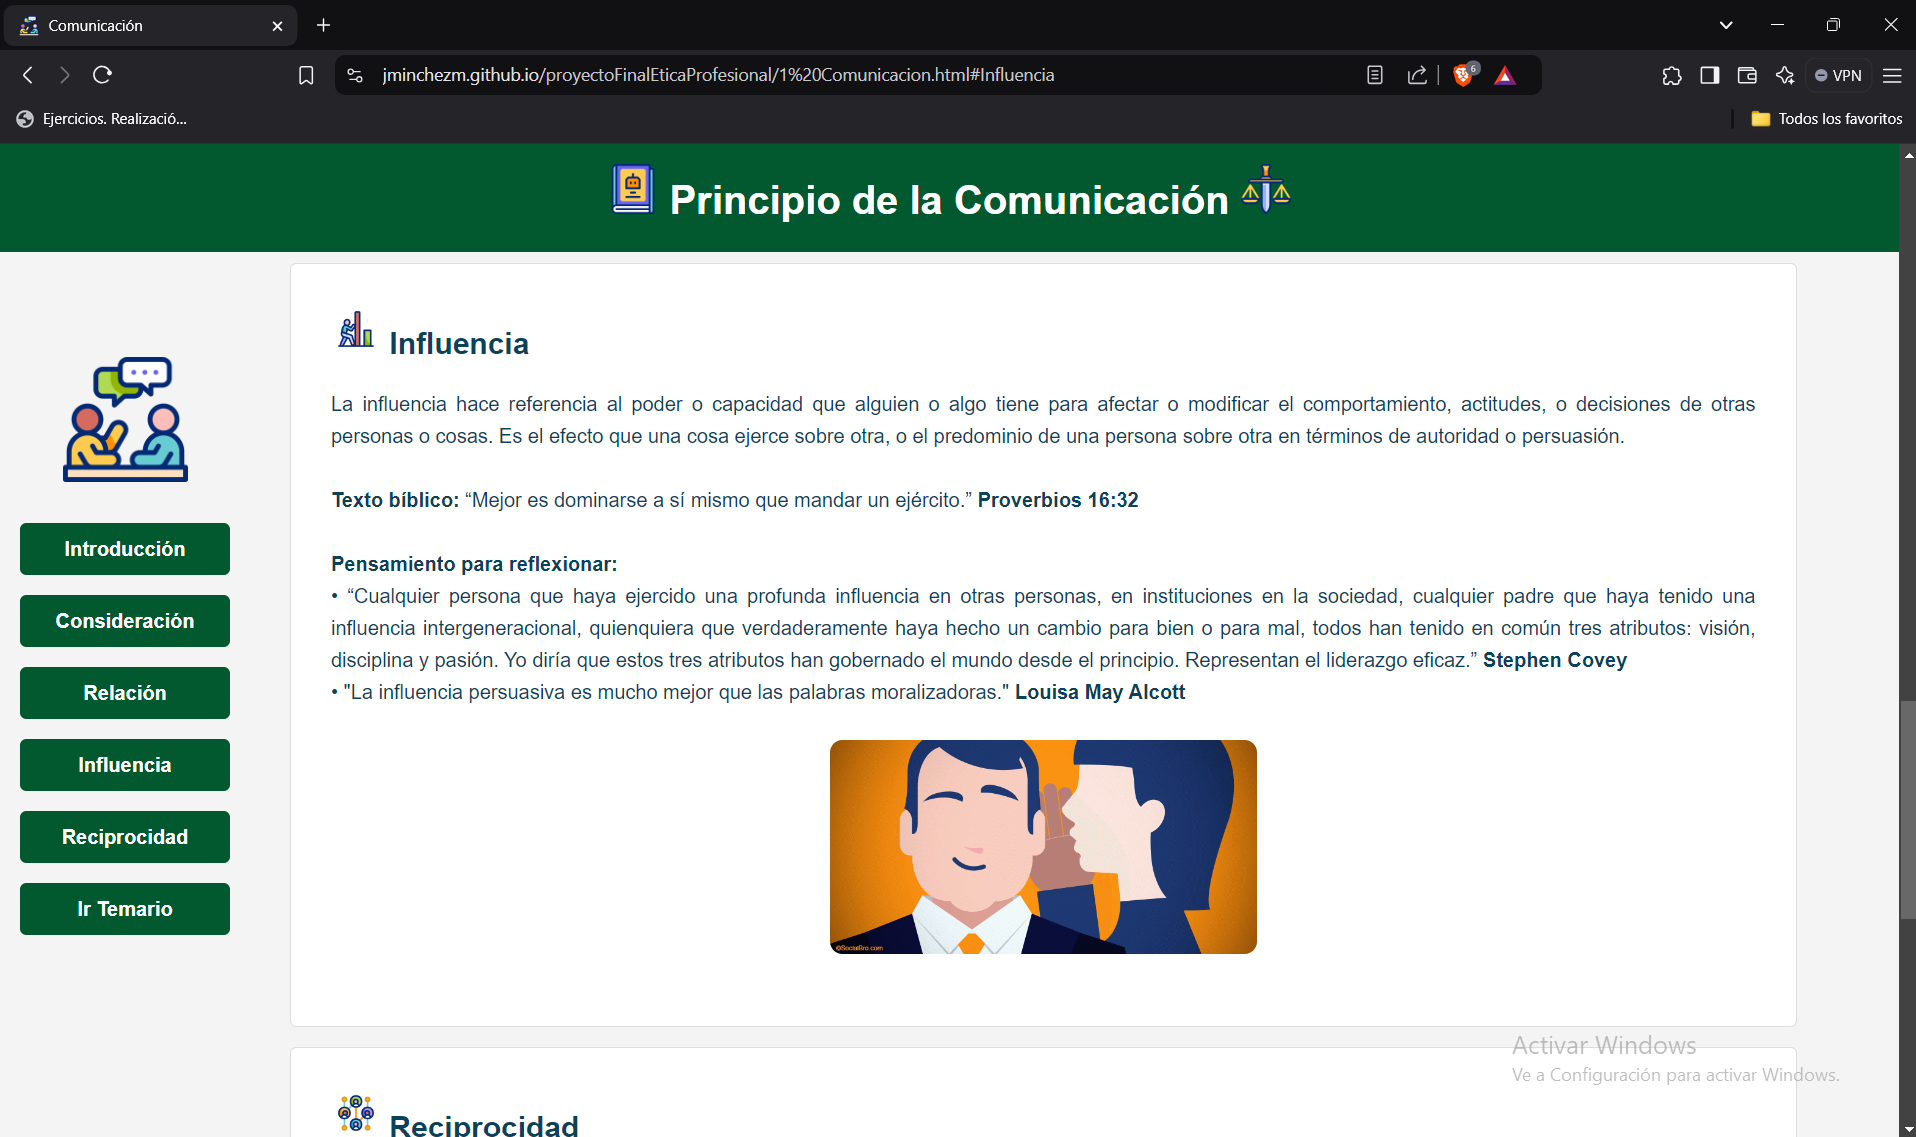 Comunicación
jminchezm.github.io/proyectoFinalEticaProfesional/1%20Comunicacion.html#Influencia
6
VPN
Ejercicios. Realizació...
Todos los favoritos
Principio de la Comunicación
Introducción
Consideración
Relación
Influencia
Reciprocidad
Ir Temario
Influencia
La influencia hace referencia al poder o capacidad que alguien o algo tiene para afectar o modificar el comportamiento, actitudes, o decisiones de otras
personas o cosas. Es el efecto que una cosa ejerce sobre otra, o el predominio de una persona sobre otra en términos de autoridad o persuasión.
Texto bíblico: “Mejor es dominarse a sí mismo que mandar un ejército.” Proverbios 16:32
Pensamiento para reflexionar:
• “Cualquier persona que haya ejercido una profunda influencia en otras personas, en instituciones en la sociedad, cualquier padre que haya tenido una
influencia intergeneracional, quienquiera que verdaderamente haya hecho un cambio para bien o para mal, todos han tenido en común tres atributos: visión,
disciplina y pasión. Yo diría que estos tres atributos han gobernado el mundo desde el principio. Representan el liderazgo eficaz.” Stephen Covey
• "La influencia persuasiva es mucho mejor que las palabras moralizadoras." Louisa May Alcott
©SocialBro.com
Activar Windows
Ve a Configuración para activar Windows.
Reciprocidad